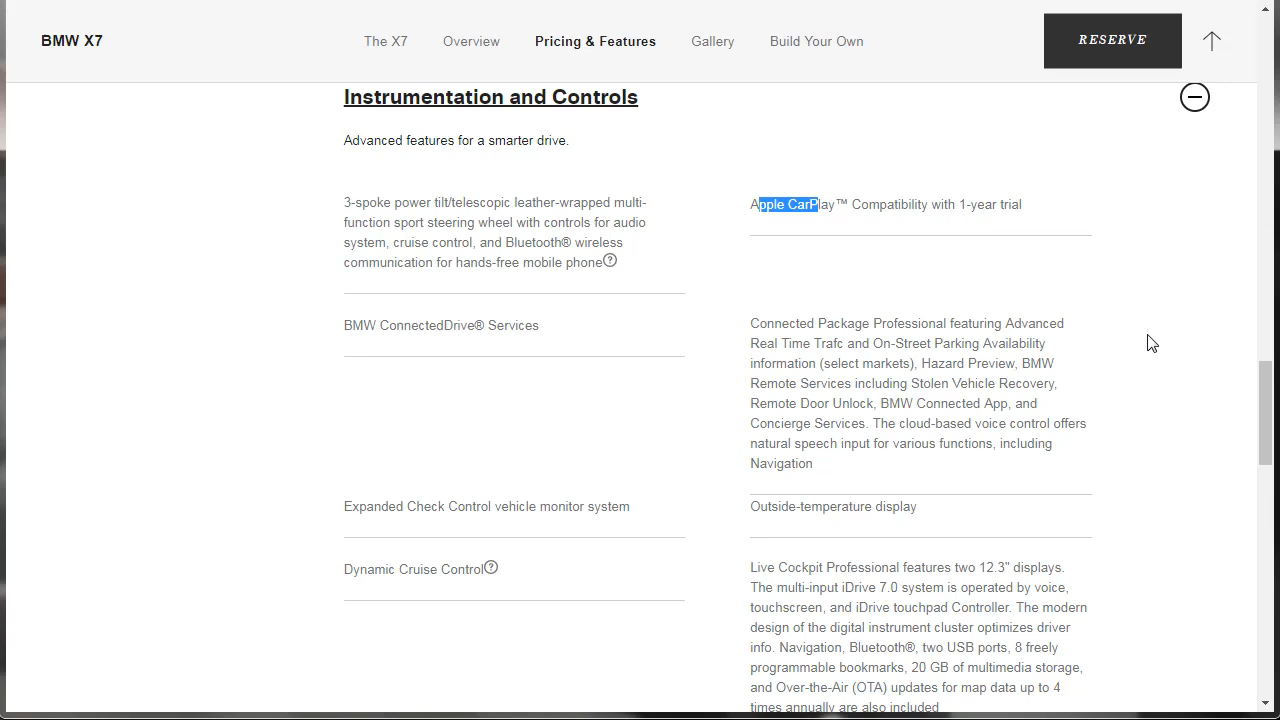 BMW X7
The X7
Overview
Pricing & Features
Gallery
Build Your Own
RESERVE
Instrumentation and Controls
Advanced features for a smarter drive.
3-spoke power tilt/telescopic leather-wrapped multi-
function sport steering wheel with controls for audio
system, cruise control, and Bluetooth® wireless
communication for hands-free mobile phone?
Apple CarPlay™ Compatibility with 1-year trial
BMW ConnectedDrive® Services
Connected Package Professional featuring Advanced
Real Time Trafc and On-Street Parking Availability
information (select markets), Hazard Preview, BMW
Remote Services including Stolen Vehicle Recovery,
Remote Door Unlock, BMW Connected App, and
Concierge Services. The cloud-based voice control offers
natural speech input for various functions, including
Navigation
Expanded Check Control vehicle monitor system
Outside-temperature display
Dynamic Cruise Control?
Live Cockpit Professional features two 12.3" displays.
The multi-input iDrive 7.0 system is operated by voice,
touchscreen, and iDrive touchpad Controller. The modern
design of the digital instrument cluster optimizes driver
info. Navigation, Bluetooth®, two USB ports, 8 freely
programmable bookmarks, 20 GB of multimedia storage,
and Over-the-Air (OTA) updates for map data up to 4
times annually are also included